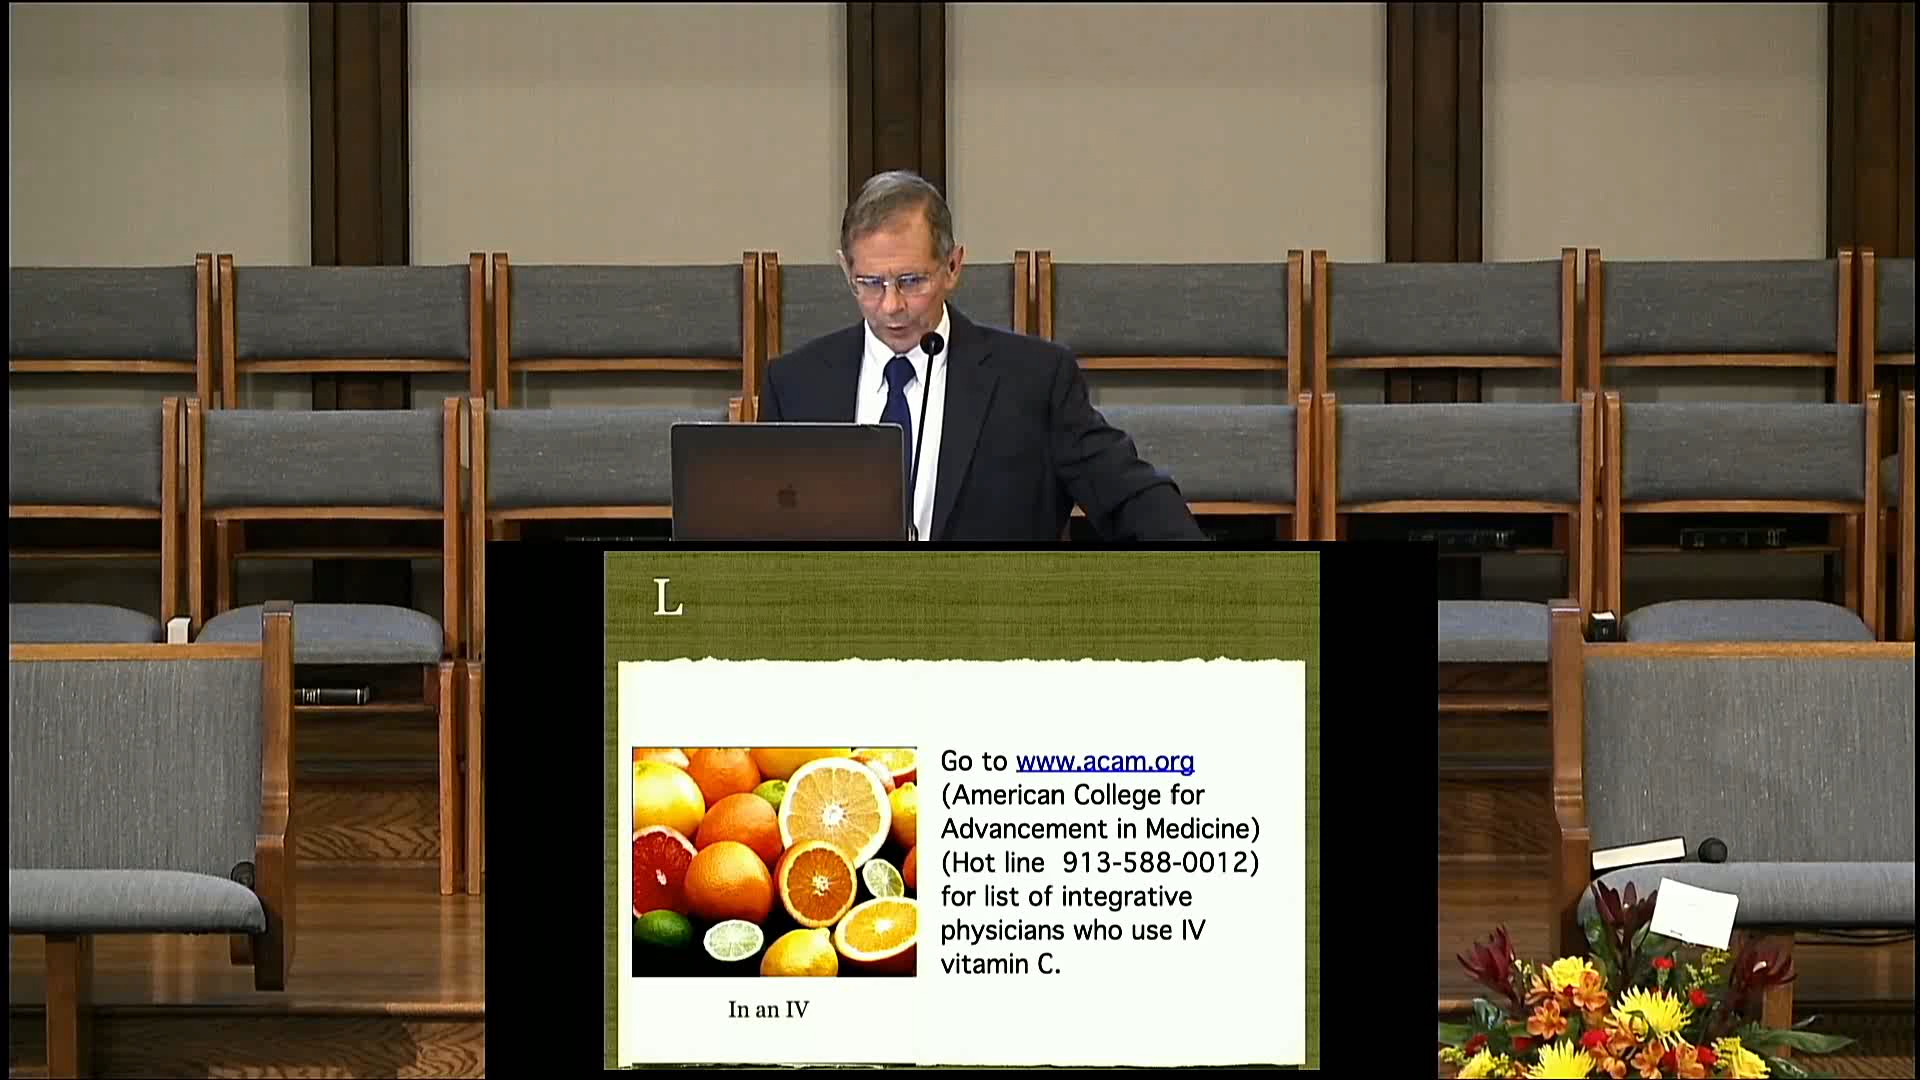 L
Go to www.acam.org
(American College for
Advancement in Medicine)
(Hot line 913-588-0012)
for list of integrative
physicians who use IV
vitamin C.
In an IV